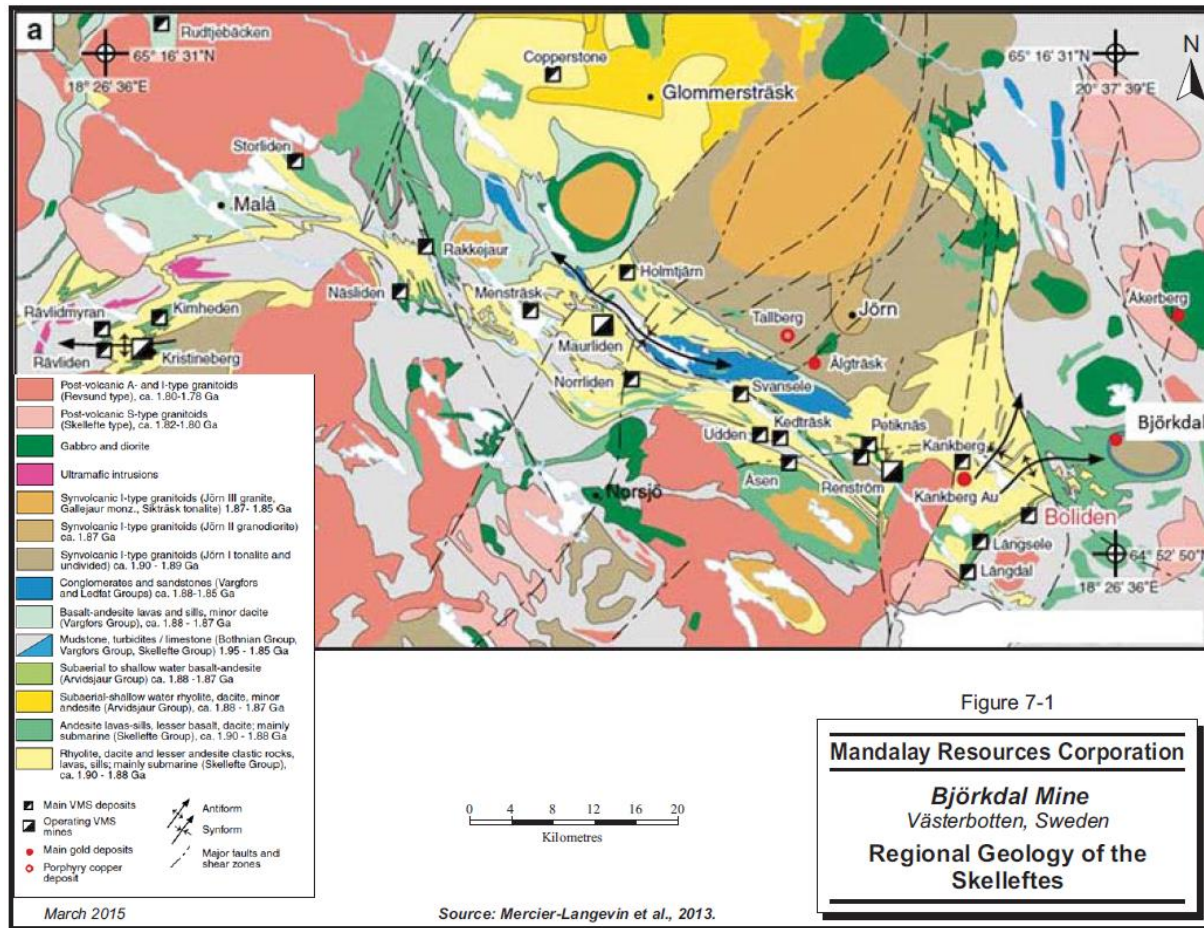 a
Rudtjebäcken
65° 16' 31"N
18° 26' 36"E
Copperstone
Glommersträsk
65° 16' 31"N
20° 37' 39"E
N
Storliden
Malå
Rakkejaur
Holmtjärn
Näsliden
Mensträsk
Tallberg
Jörn
Åkerberg
Rävlidmyran
Kimheden
Maurliden
Älgträsk
Rävliden
Kristineberg
Norrliden
Svansele
Udden
Kedträsk
Petiknäs
Kankberg
Björkdal
Åsen
Renström
Kankberg Au
Norsjö
Boliden
Långsele
Långdal
64° 52' 50"N
18° 26' 36"E
Post-volcanic A- and I-type granitoids
(Revsund type), ca. 1.80-1.78 Ga
Post-volcanic S-type granitoids
(Skellefte type), ca. 1.82-1.80 Ga
Gabbro and diorite
Ultramafic intrusions
Synvolcanic I-type granitoids (Jörn III granite,
Gallejaur monz., Sikträsk tonalite) 1.87- 1.85 Ga
Synvolcanic I-type granitoids (Jörn II granodiorite)
ca. 1.87 Ga
Synvolcanic I-type granitoids (Jörn I tonalite and
undivided) ca. 1.90 - 1.89 Ga
Conglomerates and sandstones (Vargfors
and Ledfat Groups) ca. 1.88-1.85 Ga
Basalt-andesite lavas and sills, minor dacite
(Vargfors Group), ca. 1.88 - 1.87 Ga
Mudstone, turbidites / limestone (Bothnian Group,
Vargfors Group, Skellefte Group) 1.95 - 1.85 Ga
Subaerial to shallow water basalt-andesite
(Arvidsjaur Group) ca. 1.88 -1.87 Ga
Subaerial-shallow water rhyolite, dacite, minor
andesite (Arvidsjaur Group), ca. 1.88 - 1.87 Ga
Andesite lavas-sills, lesser basalt, dacite; mainly
submarine (Skellefte Group), ca. 1.90 - 1.88 Ga
Rhyolite, dacite and lesser andesite clastic rocks,
lavas, sills; mainly submarine (Skellefte Group),
ca. 1.90 - 1.88 Ga
Main VMS deposits
Operating VMS
mines
Main gold deposits
Porphyry copper
deposit
Antiform
Synform
Major faults and
shear zones
0 4 8 12 16 20
Kilometres
Figure 7-1
Mandalay Resources Corporation
Björkdal Mine
Västerbotten, Sweden
Regional Geology of the
Skelleftes
March 2015
Source: Mercier-Langevin et al., 2013.